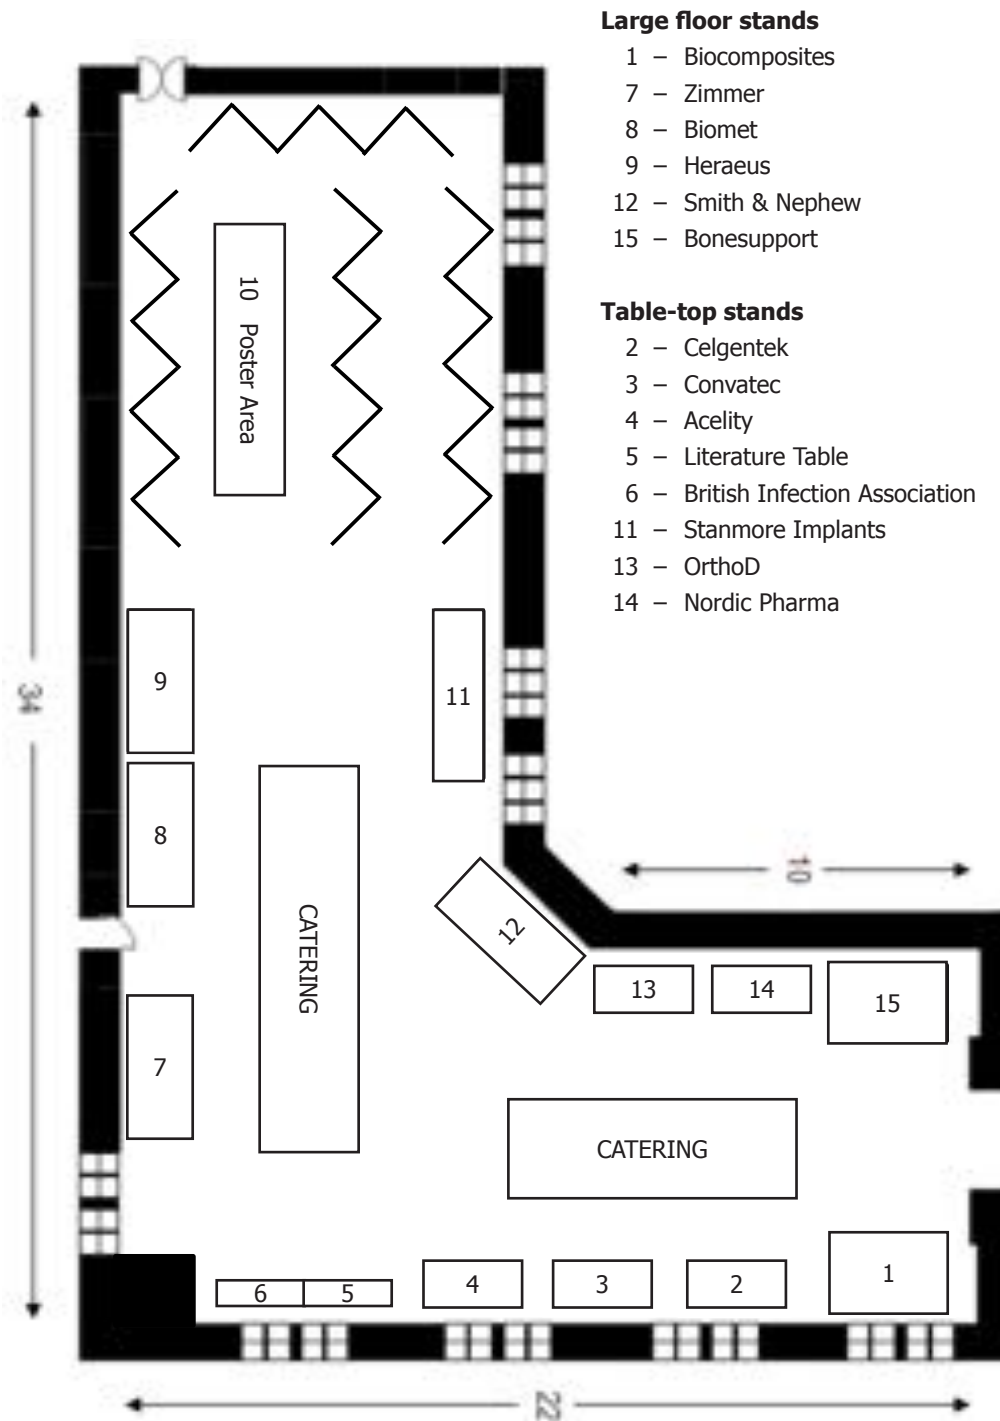 Large floor stands
1 – Biocomposites
7 – Zimmer
8 – Biomet
9 – Heraeus
12 – Smith & Nephew
15 – Bonesupport
Table-top stands
2 – Celgentek
3 – Convatec
4 – Acelity
5 – Literature Table
6 – British Infection Association
11 – Stanmore Implants
13 – OrthoD
14 – Nordic Pharma
10 Poster Area
34
9
11
8
10
CATERING
12
13
14
15
7
CATERING
6
5
4
3
2
1
22